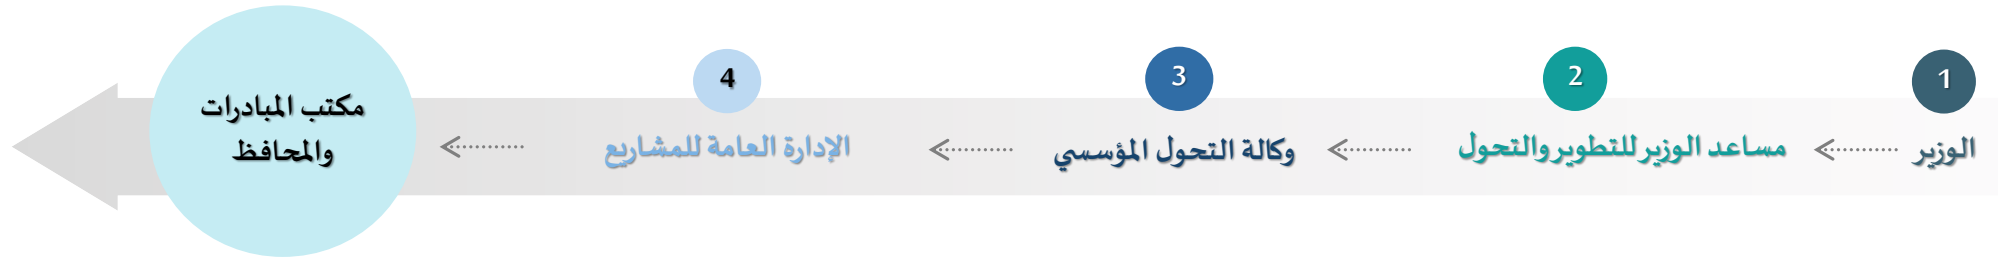 1
الوزير
2
مساعد الوزير للتطوير والتحول
3
وكالة التحول المؤسسي
4
الإدارة العامة للمشاريع
مكتب المبادرات
والمحافظ